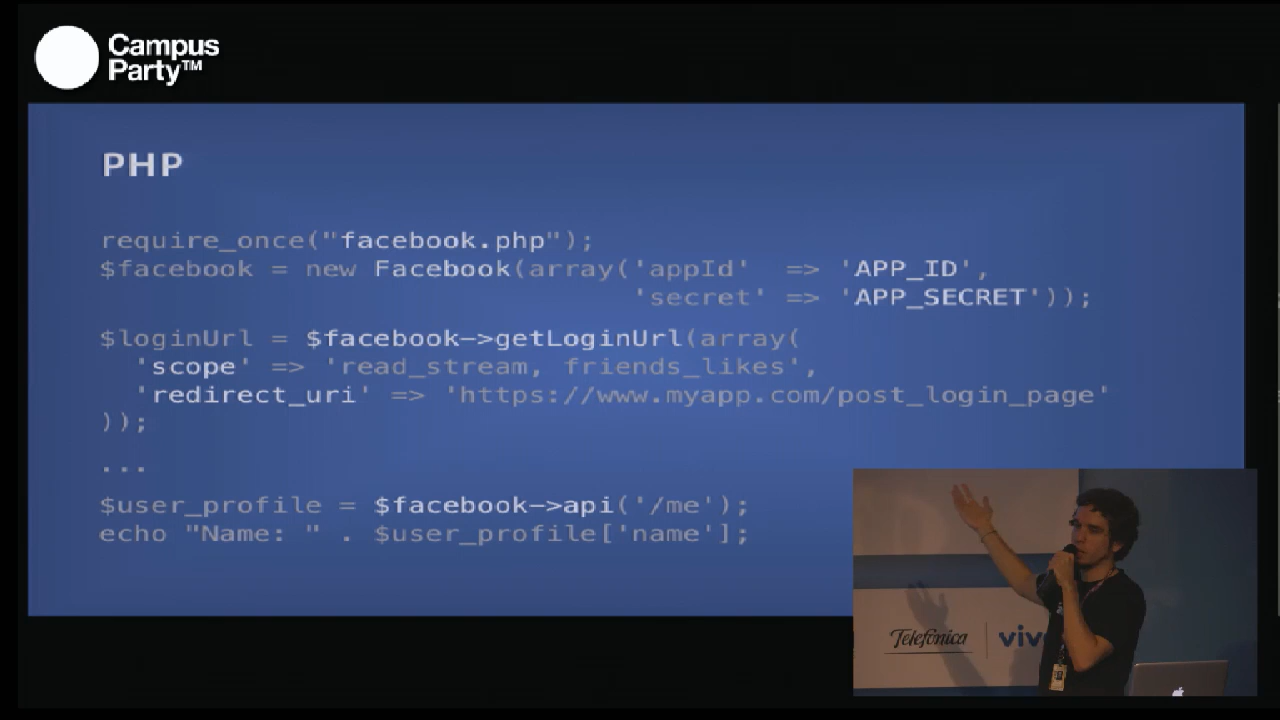 Campus
Party™
PHP
require_once("facebook.php");
$facebook = new Facebook(array('appId' => 'APP_ID',
'secret' => 'APP_SECRET'));
$loginUrl = $facebook->getLoginUrl(array(
'scope' => 'read_stream, friends_likes',
'redirect_uri' => 'https://www.myapp.com/post_login_page'
));
...
$user_profile = $facebook->api('/me');
echo "Name: " . $user_profile['name'];
Telefónica
viv